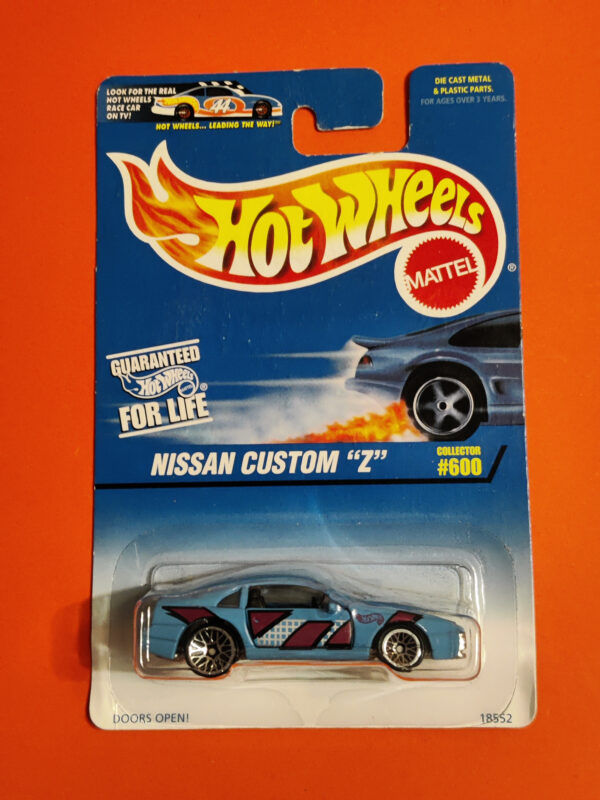 LOOK FOR THE REAL
HOT WHEELS
RACE CAR
ON TV!
44
HOT WHEELS... LEADING THE WAY!™
DIE CAST METAL
& PLASTIC PARTS.
FOR AGES OVER 3 YEARS.
HOT WHEELS
MATTEL
®
GUARANTEED
Hot Wheels ®
FOR LIFE
NISSAN CUSTOM “Z”
COLLECTOR
#600
DOORS OPEN!
18552